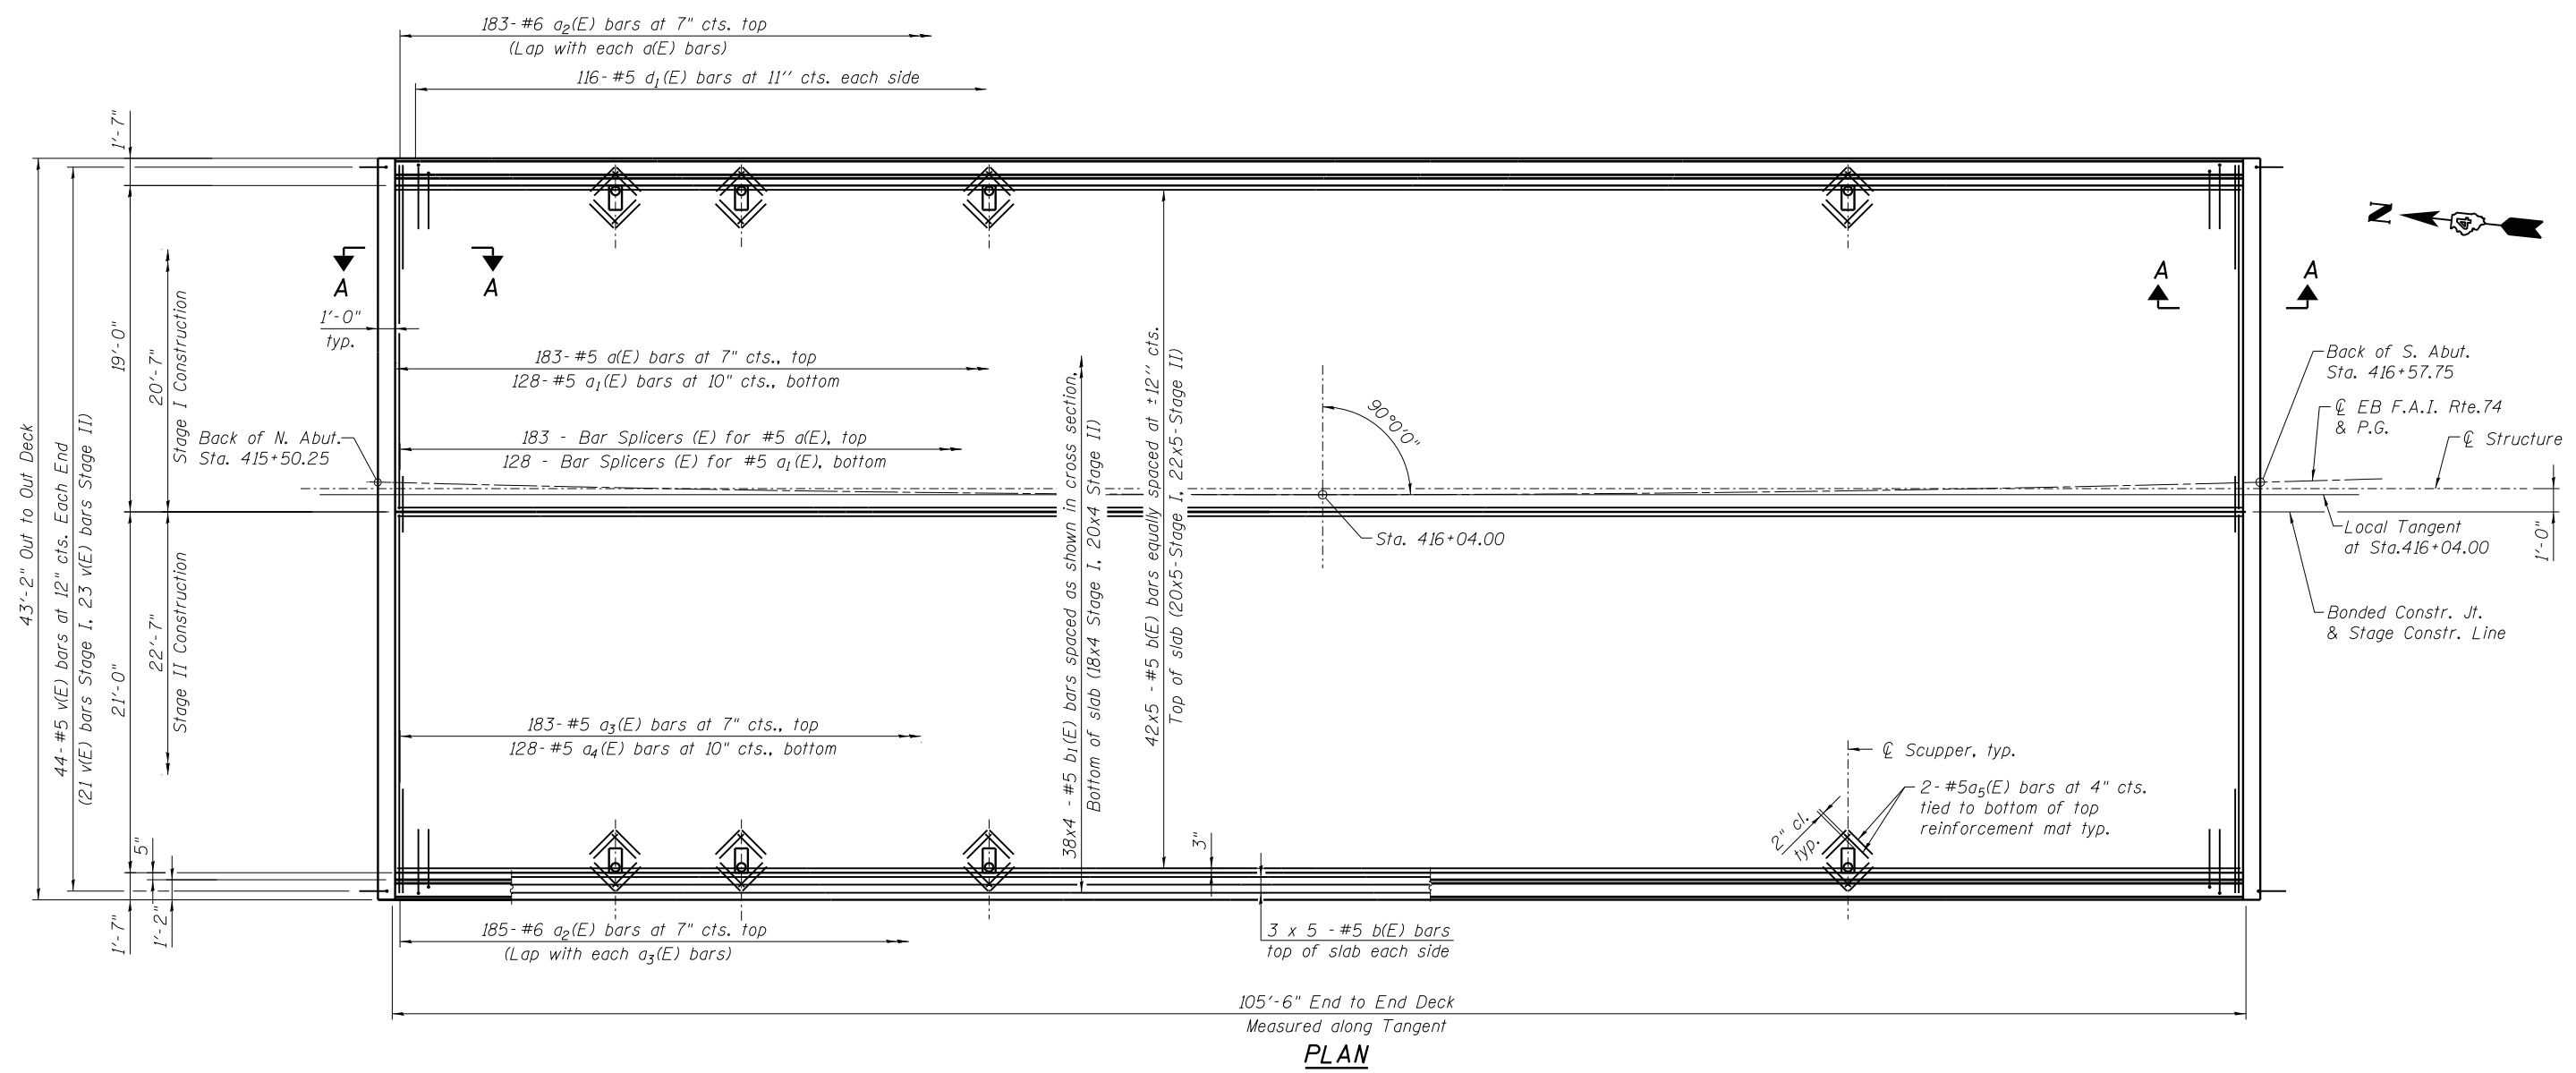 183-#6 a2(E) bars at 7" cts. top
(Lap with each a(E) bars)
116-#5 d1(E) bars at 11'' cts. each side
1'-7"
N
4
A
A
A
A
1'-0"
typ.
43'-2" Out to Out Deck
44-#5 v(E) bars at 12" cts. Each End
(21 v(E) bars Stage I, 23 v(E) bars Stage II)
19'-0"
20'-7"
Stage I Construction
183-#5 a(E) bars at 7" cts., top
128-#5 a1(E) bars at 10" cts., bottom
Back of N. Abut.
Sta. 415+50.25
183 - Bar Splicers (E) for #5 a(E), top
128 - Bar Splicers (E) for #5 a1(E), bottom
38x4 -#5 b1(E) bars spaced as shown in cross section,
Bottom of slab (18x4 Stage I, 20x4 Stage II)
42x5 -#5 b(E) bars equally spaced at ±12'' cts.
Top of slab (20x5-Stage I, 22x5-Stage II)
90°0'0"
Sta. 416+04.00
Back of S. Abut.
Sta. 416+57.75
℄ EB F.A.I. Rte.74
& P.G.
℄ Structure
Local Tangent
at Sta.416+04.00
1'-0"
Bonded Constr. Jt.
& Stage Constr. Line
21'-0"
22'-7"
Stage II Construction
183-#5 a3(E) bars at 7" cts., top
128-#5 a4(E) bars at 10" cts., bottom
℄ Scupper, typ.
2-#5a5(E) bars at 4" cts.
tied to bottom of top
reinforcement mat typ.
2" cl.
typ.
3"
5"
1'-7"
1'-2"
185-#6 a2(E) bars at 7" cts. top
(Lap with each a3(E) bars)
3 x 5 -#5 b(E) bars
top of slab each side
105'-6" End to End Deck
Measured along Tangent
PLAN